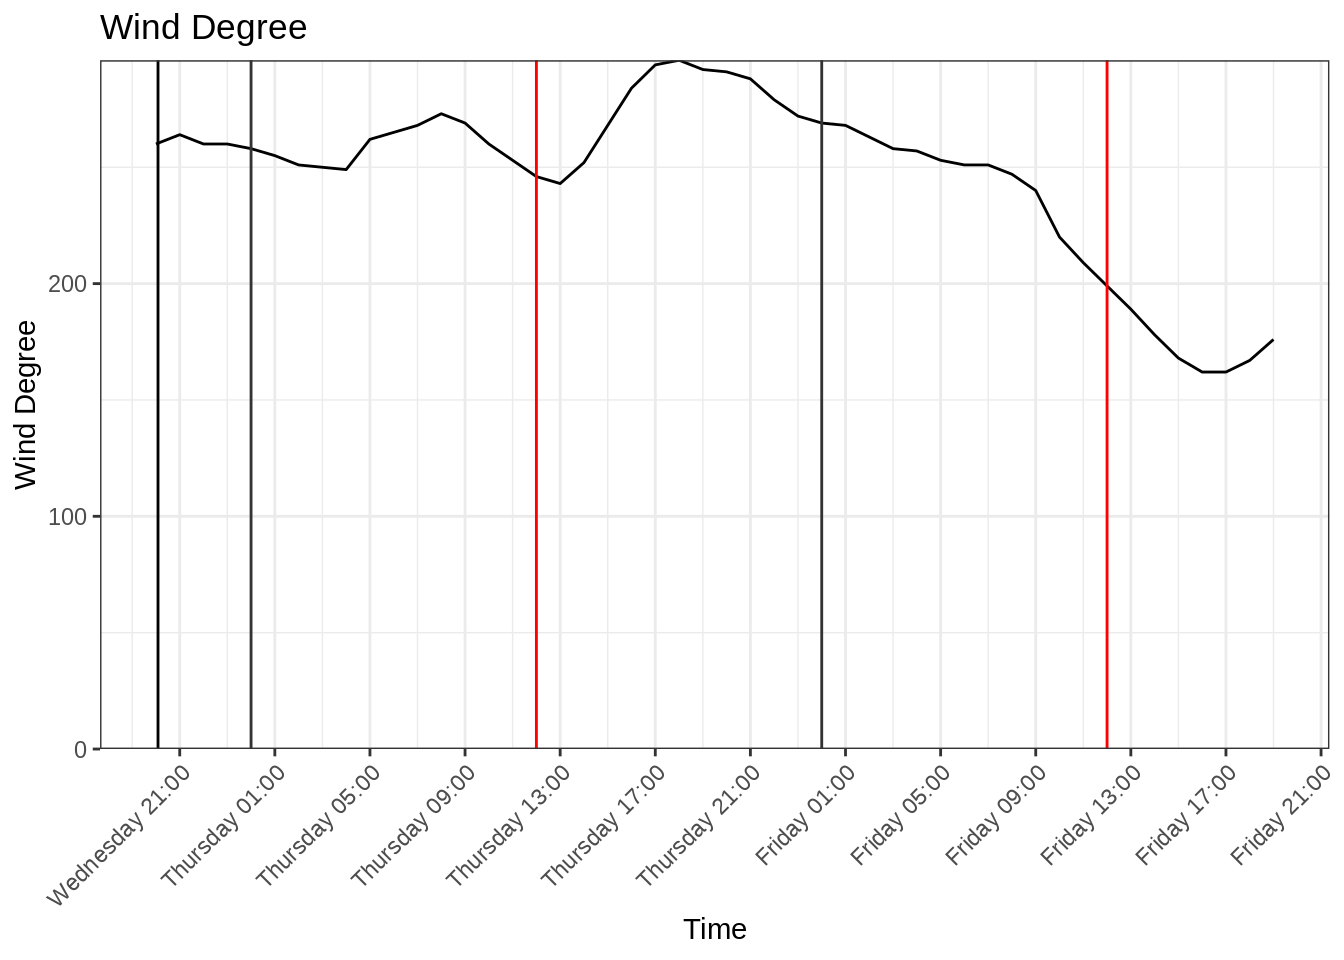 Wind Degree
Wind Degree
200
100
0
Wednesday 21:00
Thursday 01:00
Thursday 05:00
Thursday 09:00
Thursday 13:00
Thursday 17:00
Thursday 21:00
Friday 01:00
Friday 05:00
Friday 09:00
Friday 13:00
Friday 17:00
Friday 21:00
Time